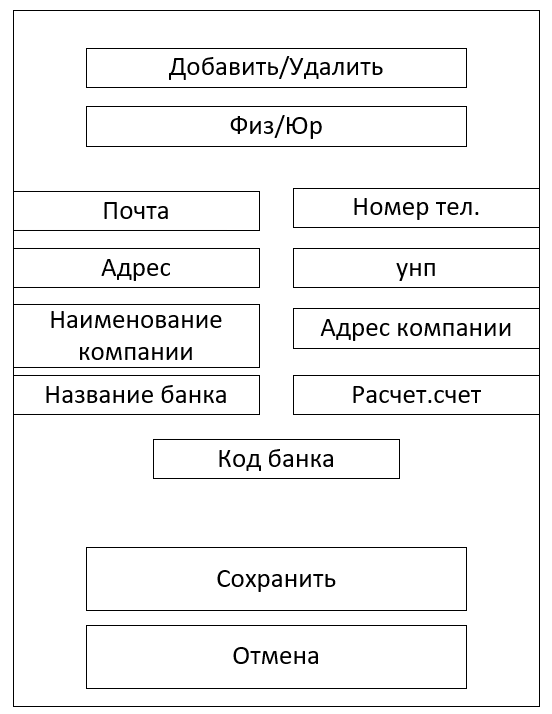 Добавить/Удалить
Физ/Юр
Почта
Номер тел.
Адрес
унп
Наименование
компании
Адрес компании
Название банка
Расчет.счет
Код банка
Сохранить
Отмена